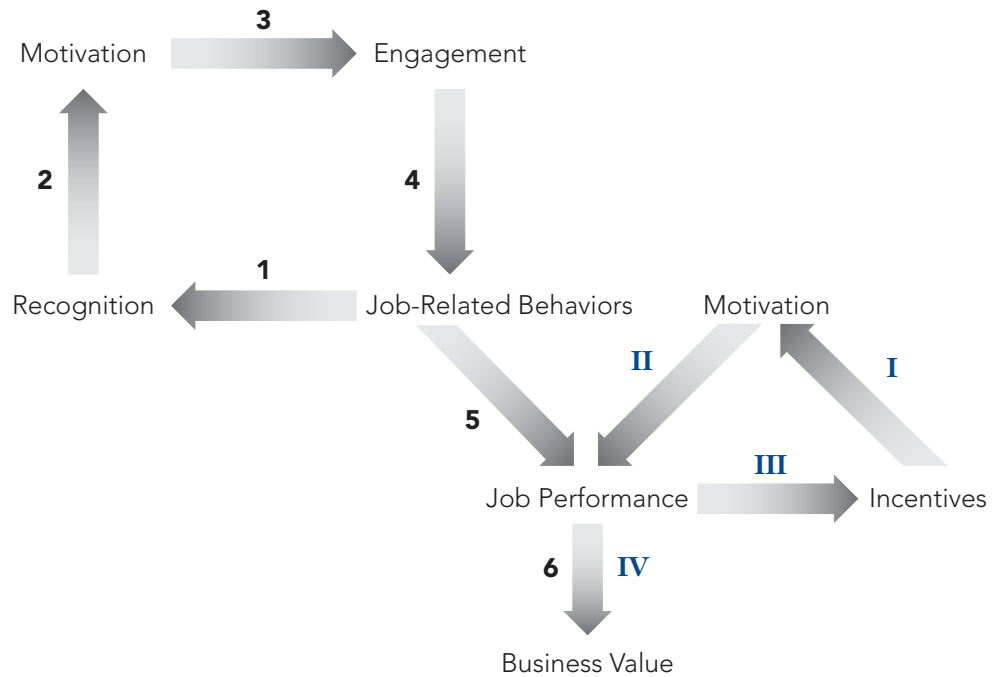 3
Motivation
Engagement
2
4
1
Recognition
Job-Related Behaviors
Motivation
II
I
5
III
Job Performance
Incentives
6
IV
Business Value